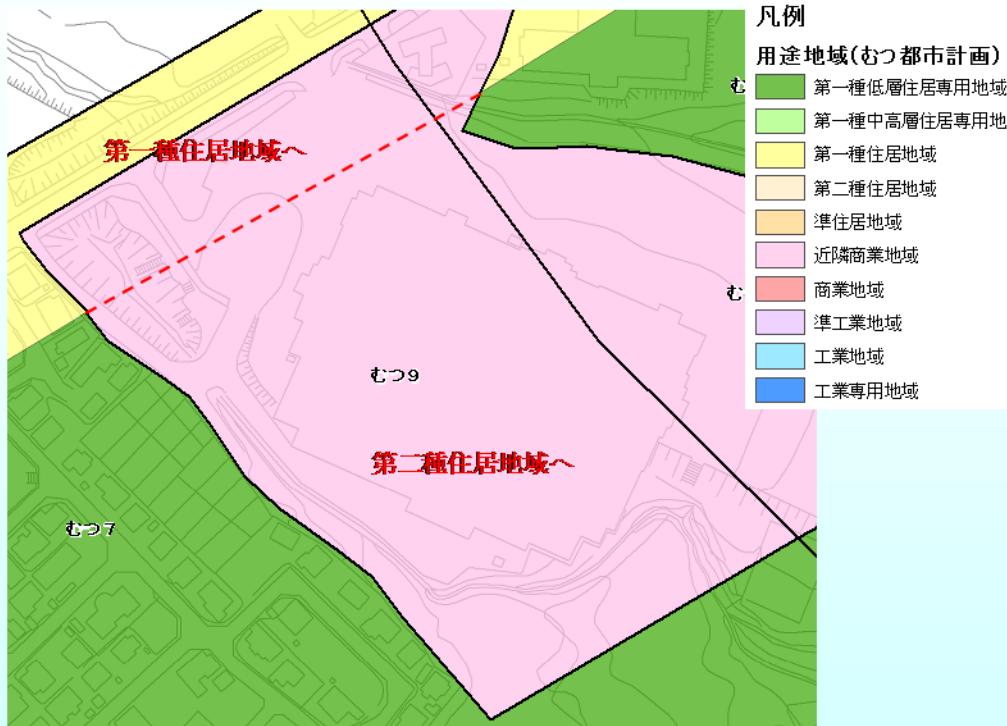 凡例
用途地域(むつ都市計画)
第一種低層住居専用地域
第一種中高層住居専用地
第一種住居地域
第二種住居地域
準住居地域
近隣商業地域
商業地域
準工業地域
工業地域
工業専用地域
む
第一種住居地域へ
む
むつ9
第二種住居地域へ
むつ7